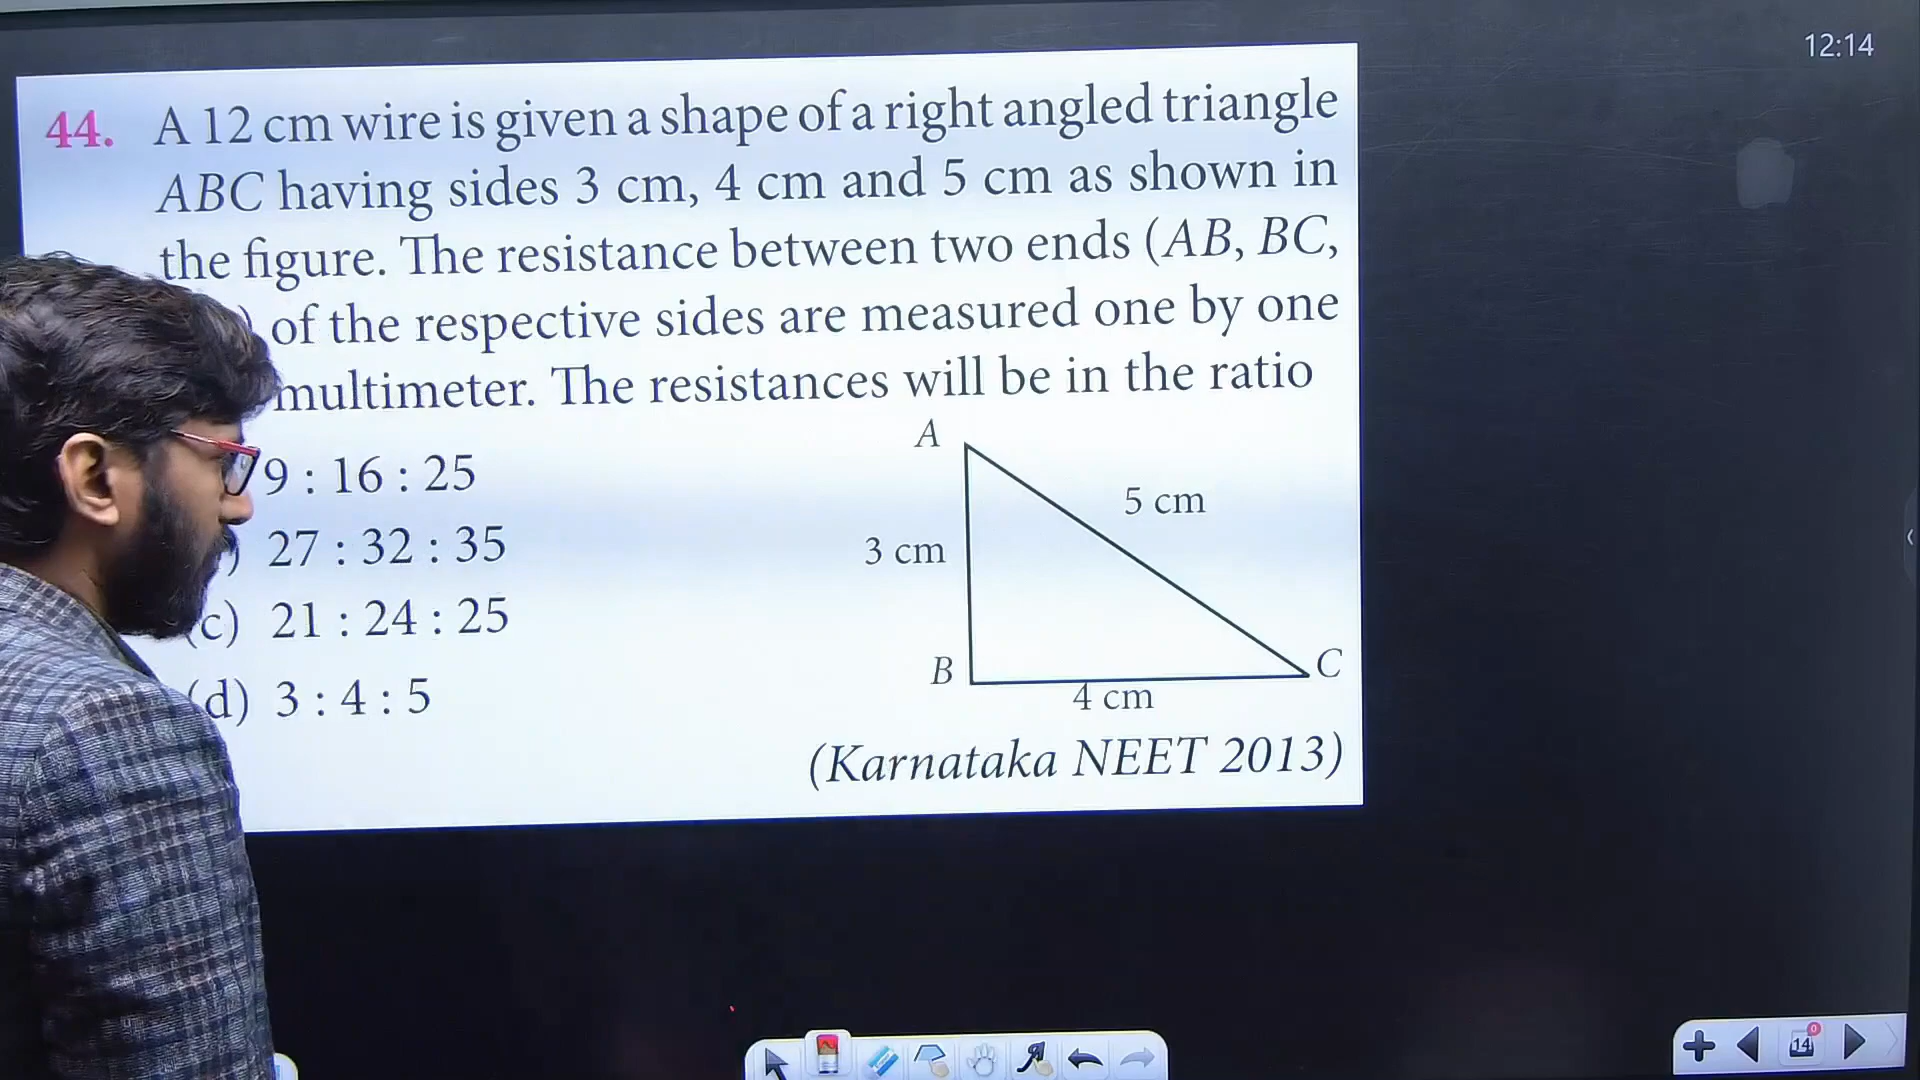 12:14
44. A 12 cm wire is given a shape of a right angled triangle
ABC having sides 3 cm, 4 cm and 5 cm as shown in
the figure. The resistance between two ends (AB, BC,
) of the respective sides are measured one by one
multimeter. The resistances will be in the ratio
9 : 16 : 25
) 27 : 32 : 35
(c) 21 : 24 : 25
(d) 3 : 4 : 5
A
5 cm
3 cm
B
C
4 cm
(Karnataka NEET 2013)
14
0